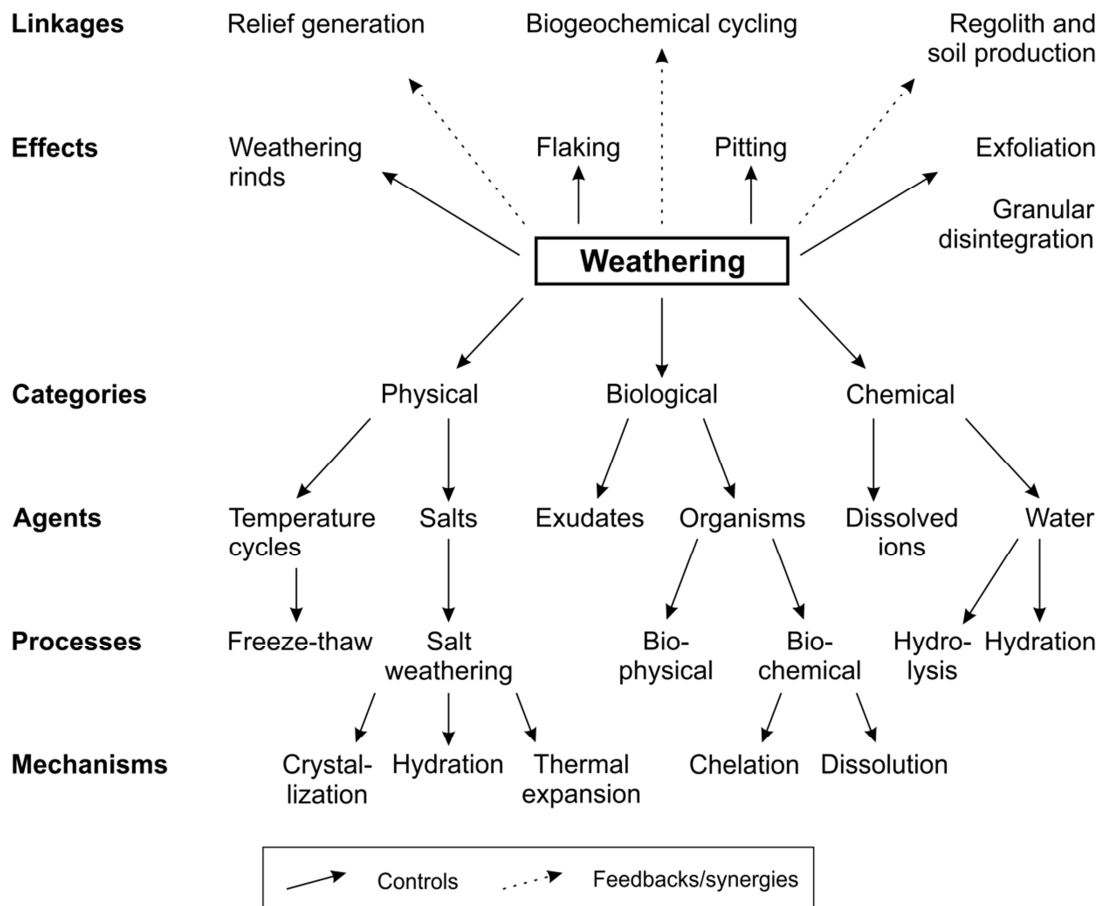 Linkages Relief generation Biogeochemical cycling Regolith and
soil production
Effects Weathering Flaking Pitting Exfoliation
rinds
Granular
disintegration
Weathering
Categories Physical Biological Chemical
Agents Temperature Salts Exudates Organisms Dissolved Water
cycles ions
Processes Freeze-thaw Salt Bio- Bio- Hydro- Hydration
weathering physical chemical lysis
Mechanisms Crystal- Hydration Thermal Chelation Dissolution
lization expansion
Controls Feedbacks/synergies